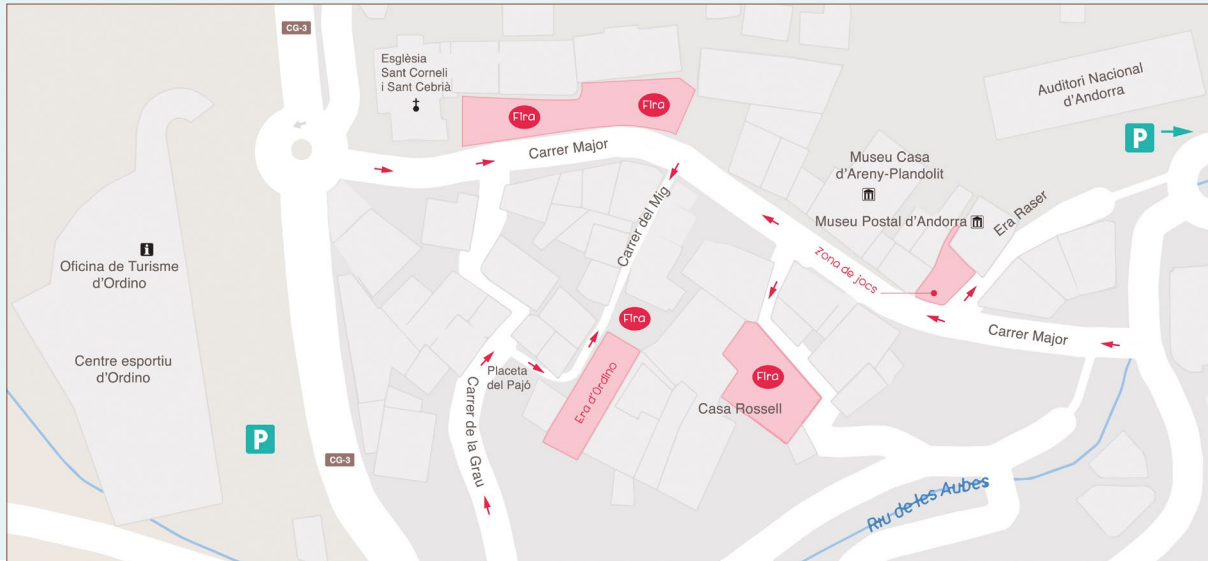 CG-3
Esglèsia
Sant Corneli
i Sant Cebrià
Fira
Fira
Carrer Major
Auditori Nacional
d'Andorra
P
Museu Casa
d'Areny-Plandolit
Museu Postal d'Andorra
Era Raser
Carrer del Mig
Zona de jocs
Oficina de Turisme
d'Ordino
i
Fira
Carrer Major
Centre esportiu
d'Ordino
Placeta
del Pajó
Era d'Ordino
Fira
Casa Rossell
Carrer de la Grau
P
CG-3
Riu de les Aubes